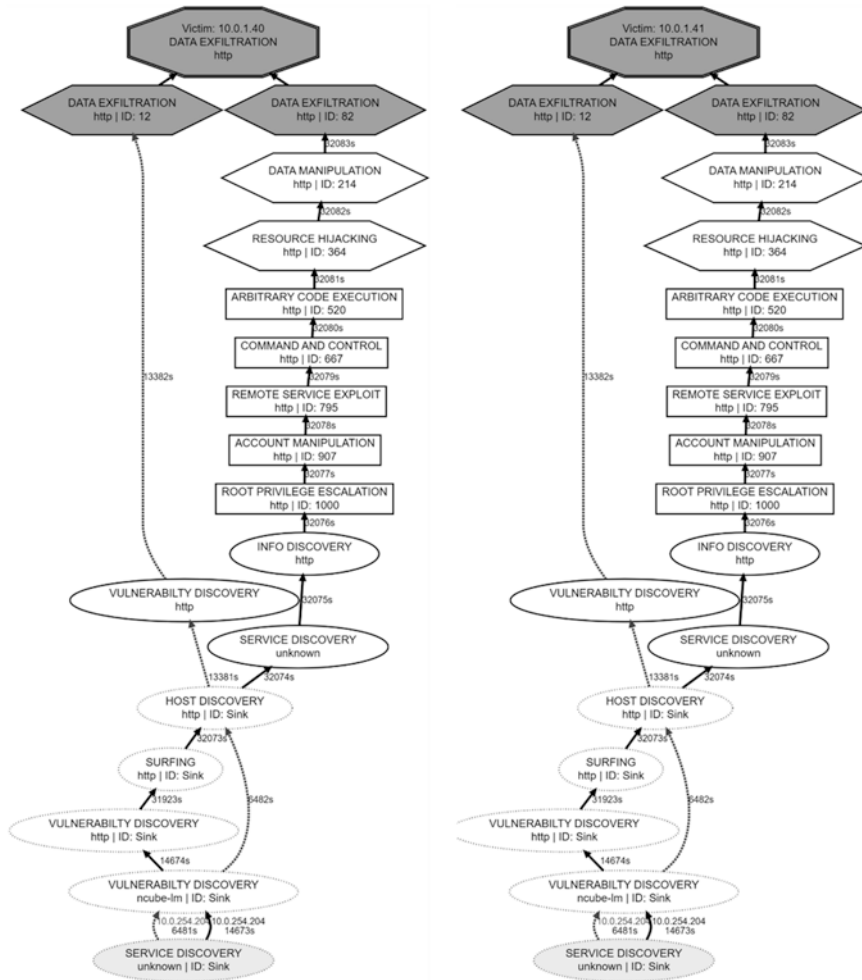 Victim: 10.0.1.40
DATA EXFILTRATION
http
DATA EXFILTRATION
http | ID: 12
DATA EXFILTRATION
http | ID: 82
32083s
DATA MANIPULATION
http | ID: 214
32082s
RESOURCE HIJACKING
http | ID: 364
32081s
ARBITRARY CODE EXECUTION
http | ID: 520
32080s
COMMAND AND CONTROL
http | ID: 667
13382s
32079s
REMOTE SERVICE EXPLOIT
http | ID: 795
32078s
ACCOUNT MANIPULATION
http | ID: 907
32077s
ROOT PRIVILEGE ESCALATION
http | ID: 1000
32076s
INFO DISCOVERY
http
VULNERABILTY DISCOVERY
http
32075s
SERVICE DISCOVERY
unknown
13381s
32074s
HOST DISCOVERY
http | ID: Sink
32073s
SURFING
http | ID: Sink
31923s
6482s
VULNERABILTY DISCOVERY
http | ID: Sink
14674s
VULNERABILTY DISCOVERY
ncube-lm | ID: Sink
10.0.254.204
6481s
10.0.254.204
14673s
SERVICE DISCOVERY
unknown | ID: Sink
Victim: 10.0.1.41
DATA EXFILTRATION
http
DATA EXFILTRATION
http | ID: 12
DATA EXFILTRATION
http | ID: 82
32083s
DATA MANIPULATION
http | ID: 214
32082s
RESOURCE HIJACKING
http | ID: 364
32081s
ARBITRARY CODE EXECUTION
http | ID: 520
32080s
COMMAND AND CONTROL
http | ID: 667
13382s
32079s
REMOTE SERVICE EXPLOIT
http | ID: 795
32078s
ACCOUNT MANIPULATION
http | ID: 907
32077s
ROOT PRIVILEGE ESCALATION
http | ID: 1000
32076s
INFO DISCOVERY
http
VULNERABILTY DISCOVERY
http
32075s
SERVICE DISCOVERY
unknown
13381s
32074s
HOST DISCOVERY
http | ID: Sink
32073s
SURFING
http | ID: Sink
31923s
6482s
VULNERABILTY DISCOVERY
http | ID: Sink
14674s
VULNERABILTY DISCOVERY
ncube-lm | ID: Sink
10.0.254.204
6481s
10.0.254.204
14673s
SERVICE DISCOVERY
unknown | ID: Sink